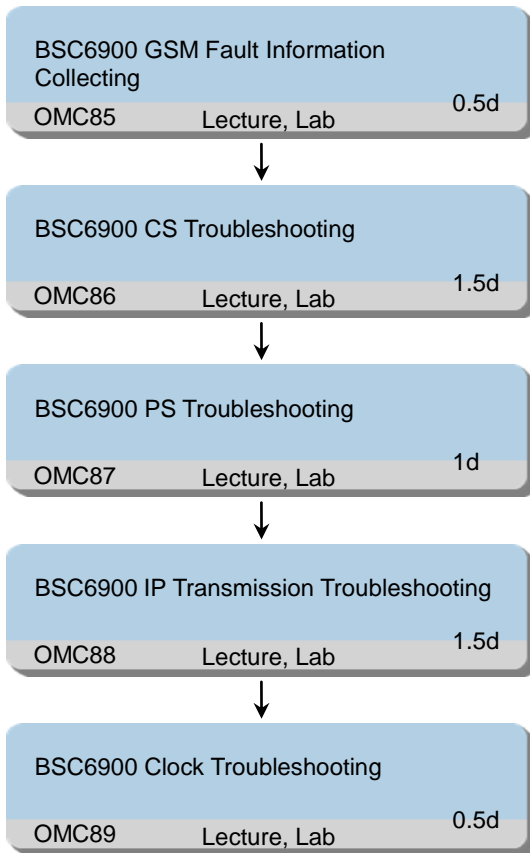 BSC6900 GSM Fault Information
Collecting
0.5d
OMC85 Lecture, Lab
BSC6900 CS Troubleshooting
1.5d
OMC86 Lecture, Lab
BSC6900 PS Troubleshooting
1d
OMC87 Lecture, Lab
BSC6900 IP Transmission Troubleshooting
1.5d
OMC88 Lecture, Lab
BSC6900 Clock Troubleshooting
0.5d
OMC89 Lecture, Lab